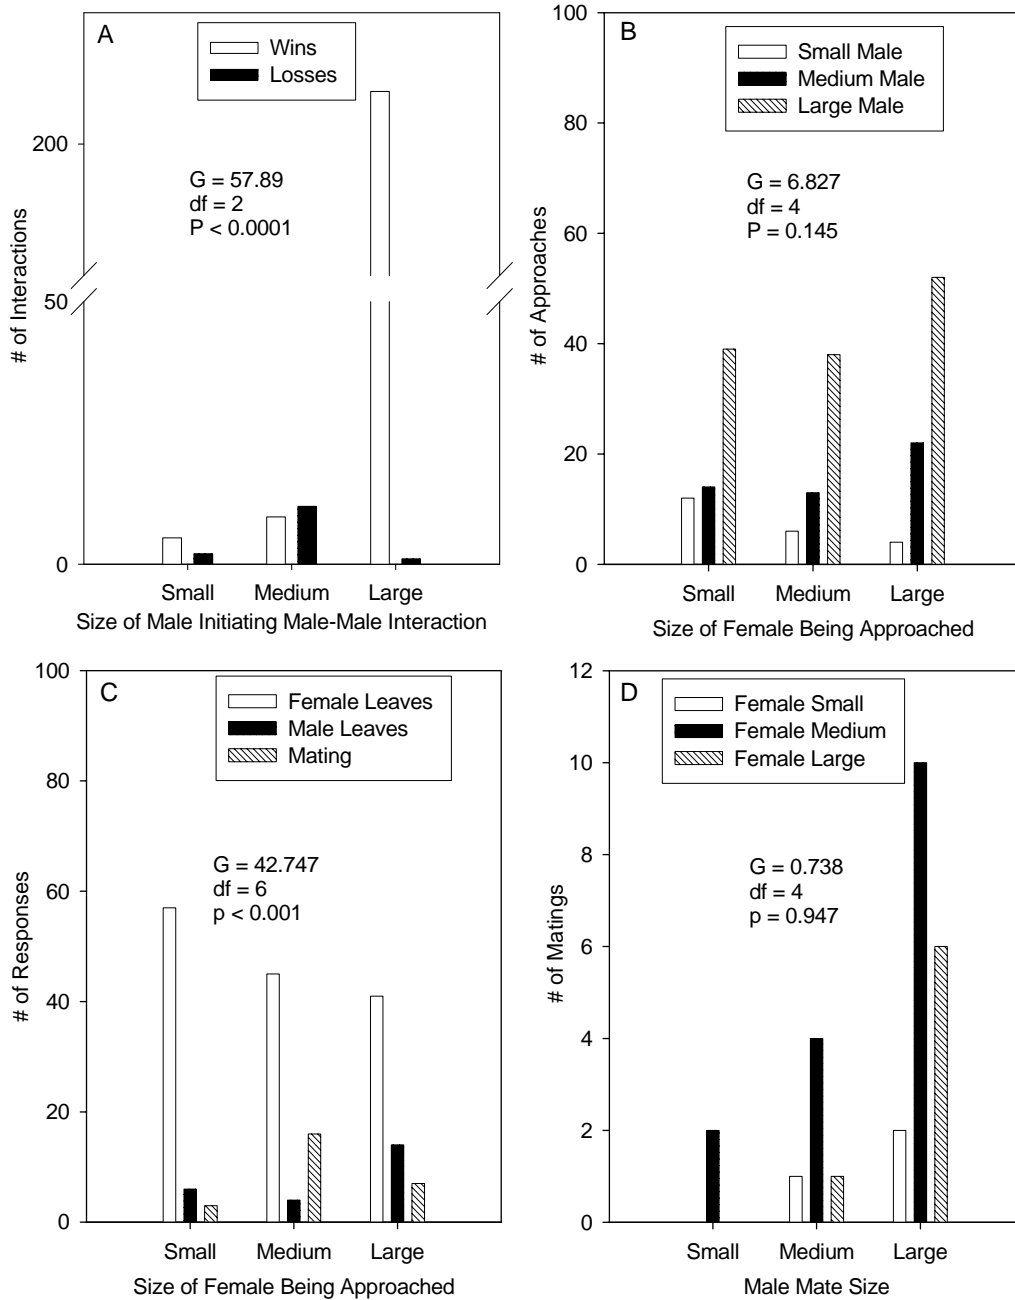 A
Wins
Losses
200
G = 57.89
df = 2
P < 0.0001
# of Interactions
50
0
Small Medium Large
Size of Male Initiating Male-Male Interaction
100
B
Small Male
Medium Male
Large Male
80
G = 6.827
df = 4
P = 0.145
60
# of Approaches
40
20
0
Small Medium Large
Size of Female Being Approached
100
C
Female Leaves
Male Leaves
Mating
80
G = 42.747
df = 6
p < 0.001
60
# of Responses
40
20
0
Small Medium Large
Size of Female Being Approached
12
D
Female Small
Female Medium
Female Large
10
8
G = 0.738
df = 4
p = 0.947
# of Matings
6
4
2
0
Small Medium Large
Male Mate Size